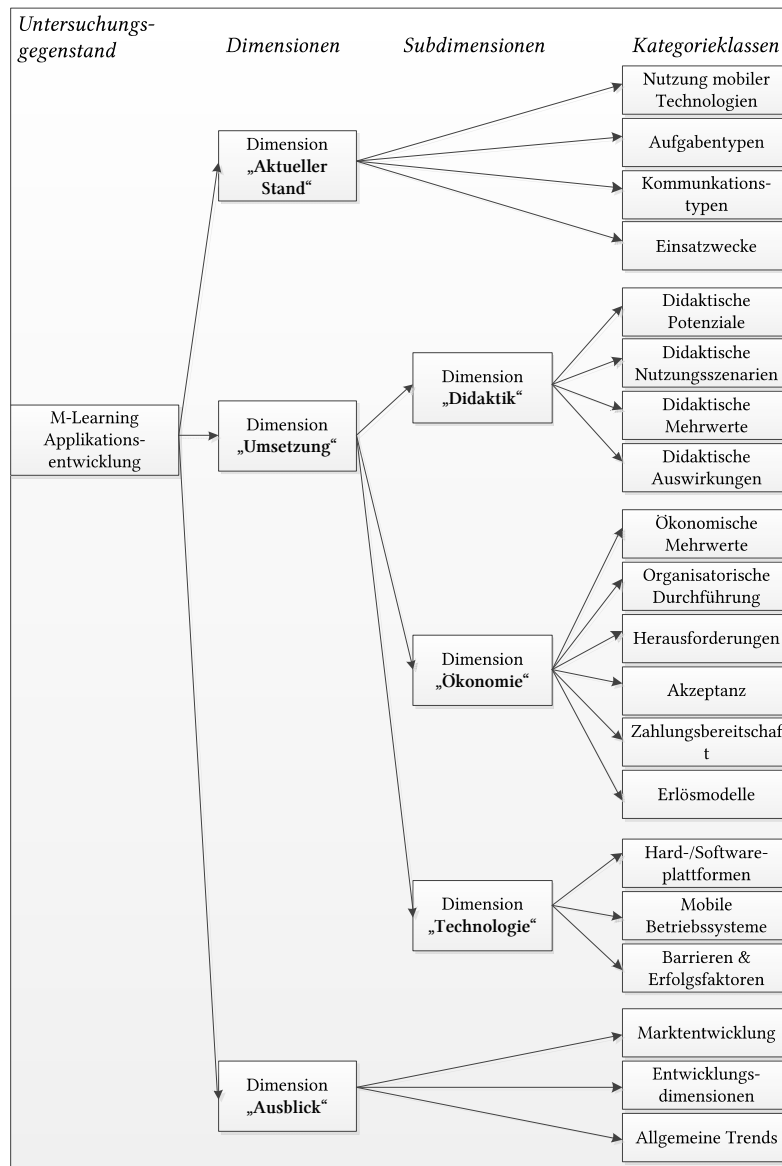 Untersuchungs-
gegenstand
Dimensionen
Subdimensionen
Kategorieklassen
Nutzung mobiler
Technologien
Dimension
„Aktueller
Stand“
Aufgabentypen
Kommunkations-
typen
Einsatzwecke
Didaktische
Potenziale
Didaktische
Nutzungsszenarien
Dimension
„Didaktik“
Didaktische
Mehrwerte
Didaktische
Auswirkungen
M-Learning
Applikations-
entwicklung
Dimension
„Umsetzung“
Ökonomische
Mehrwerte
Organisatorische
Durchführung
Herausforderungen
Dimension
„Ökonomie“
Akzeptanz
Zahlungsbereitschaf
t
Erlösmodelle
Hard-/Software-
plattformen
Dimension
„Technologie“
Mobile
Betriebssysteme
Barrieren &
Erfolgsfaktoren
Marktentwicklung
Dimension
„Ausblick“
Entwicklungs-
dimensionen
Allgemeine Trends